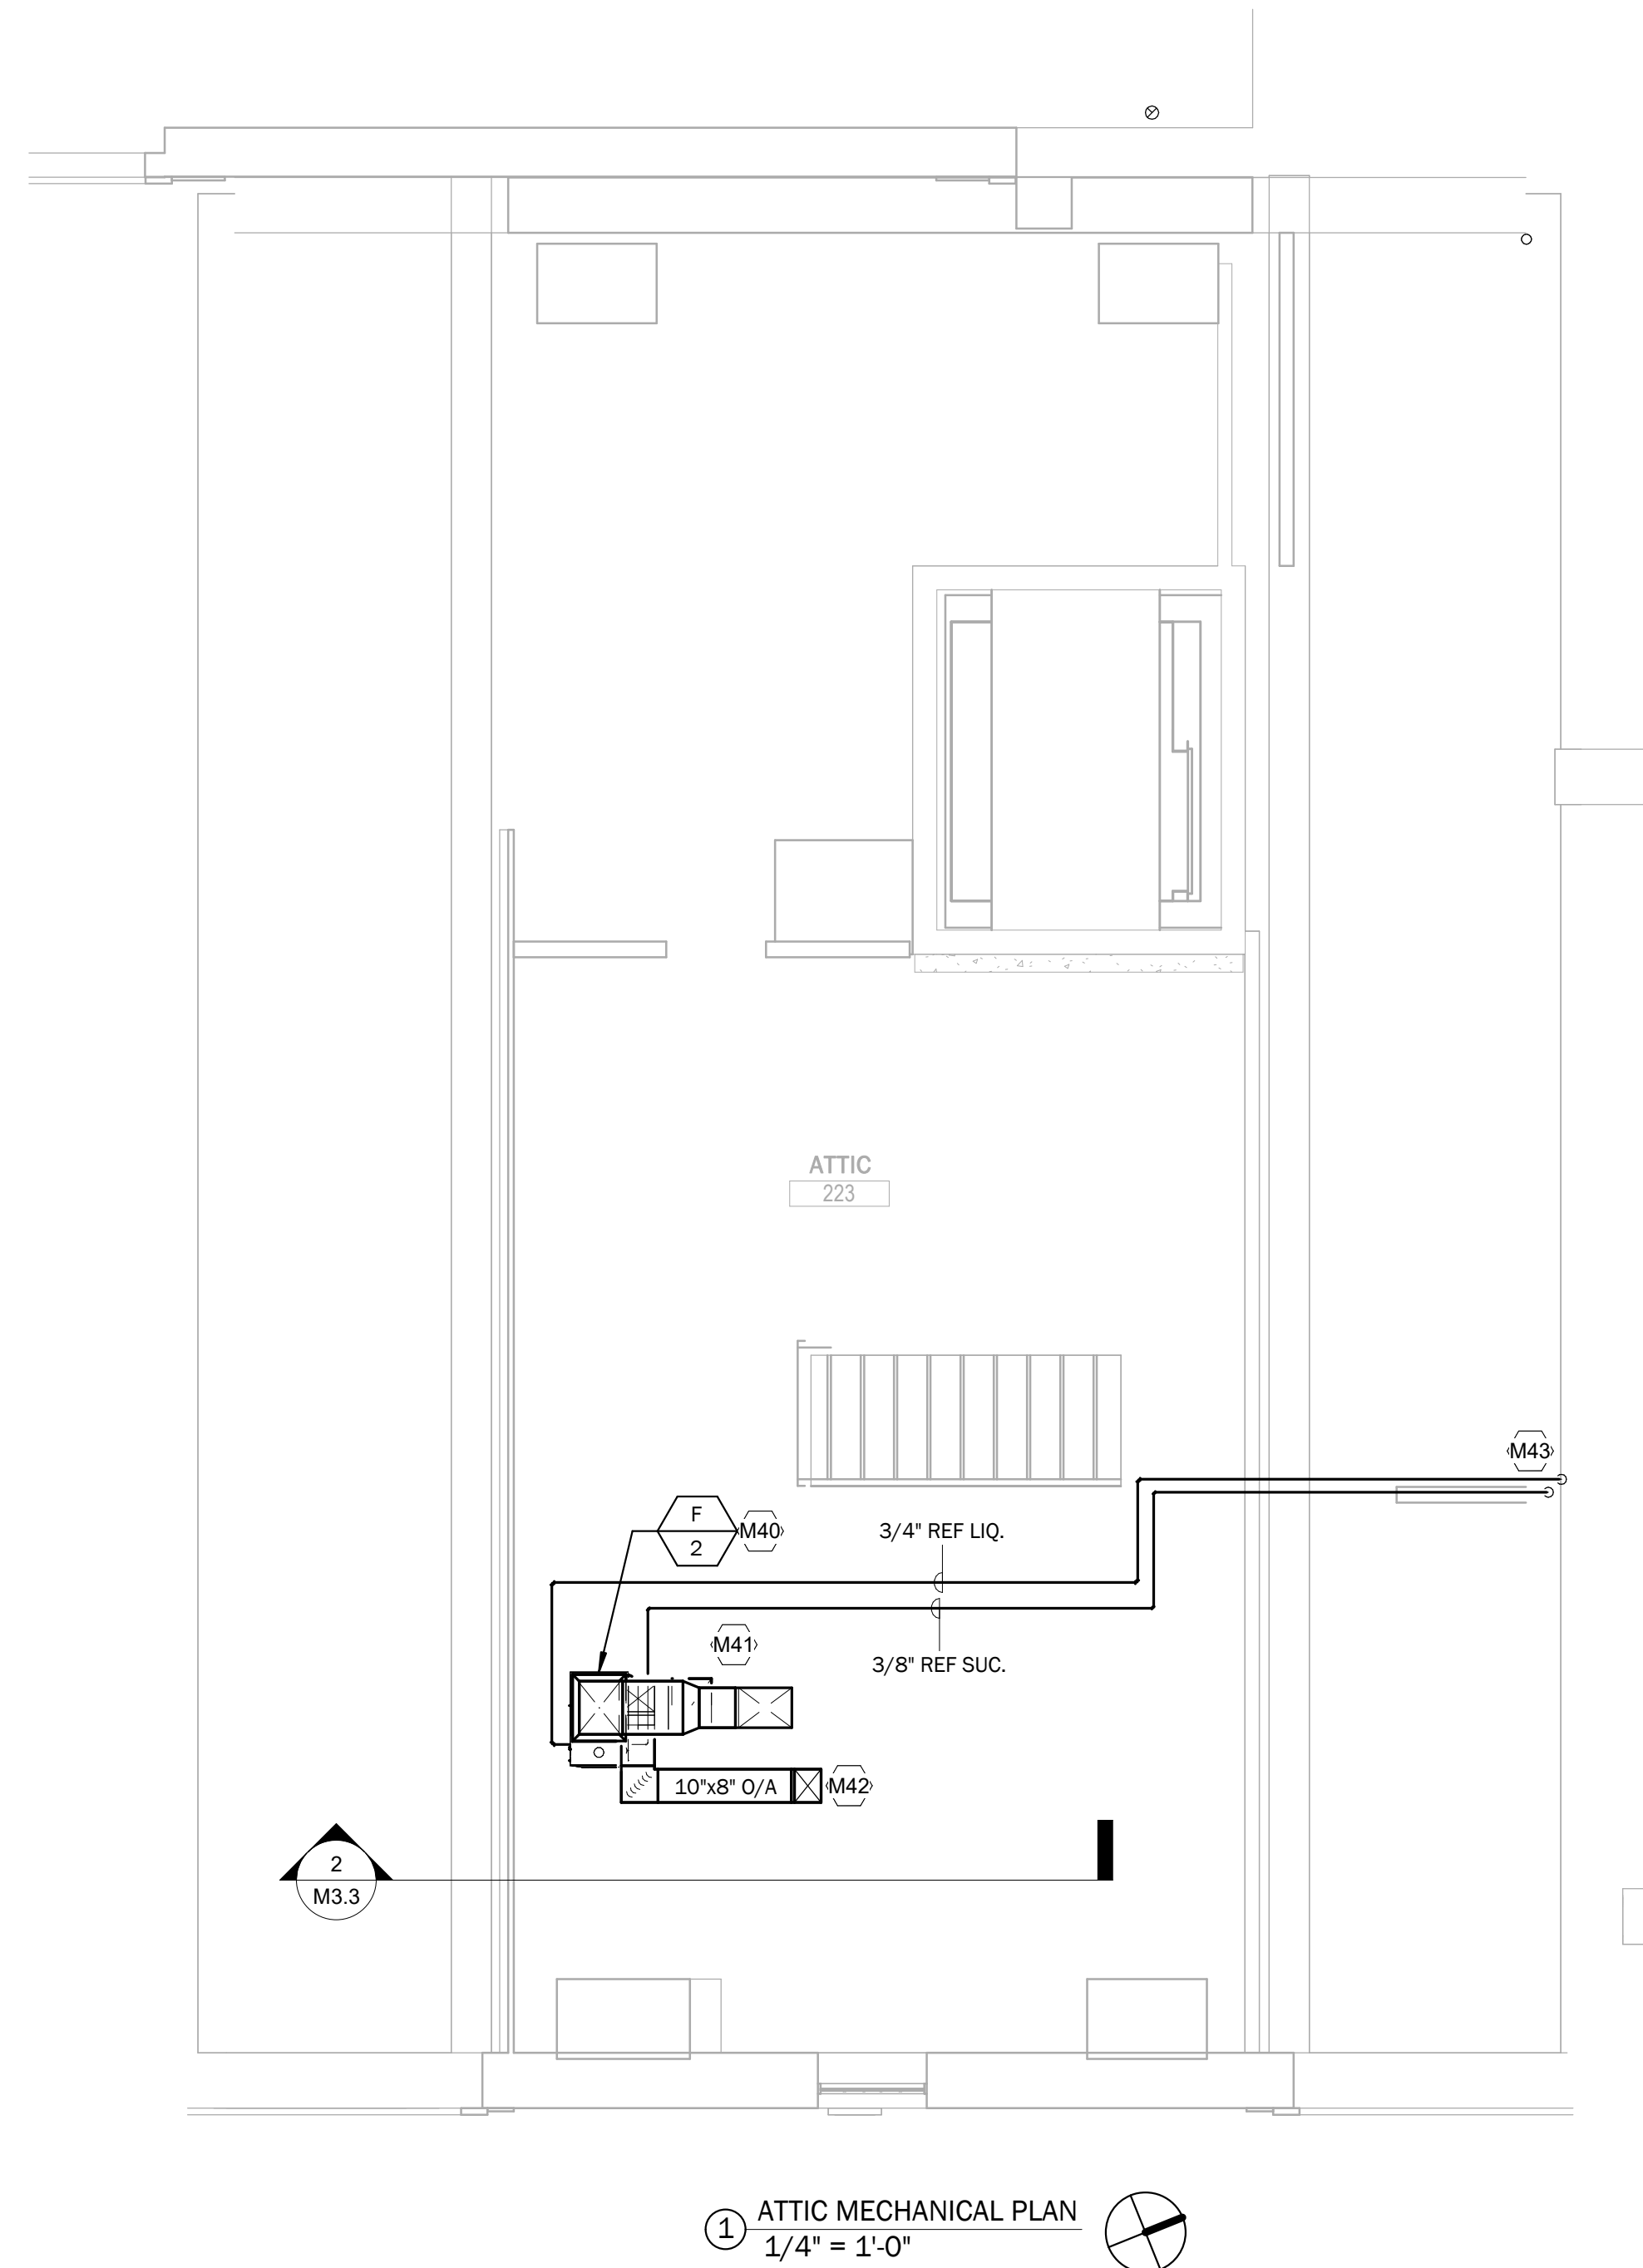 ATTIC
223
M43
F
2
M40
3/4" REF LIQ.
M41
3/8" REF SUC.
10"x8" O/A
M42
2
M3.3
1
ATTIC MECHANICAL PLAN
1/4" = 1'-0"